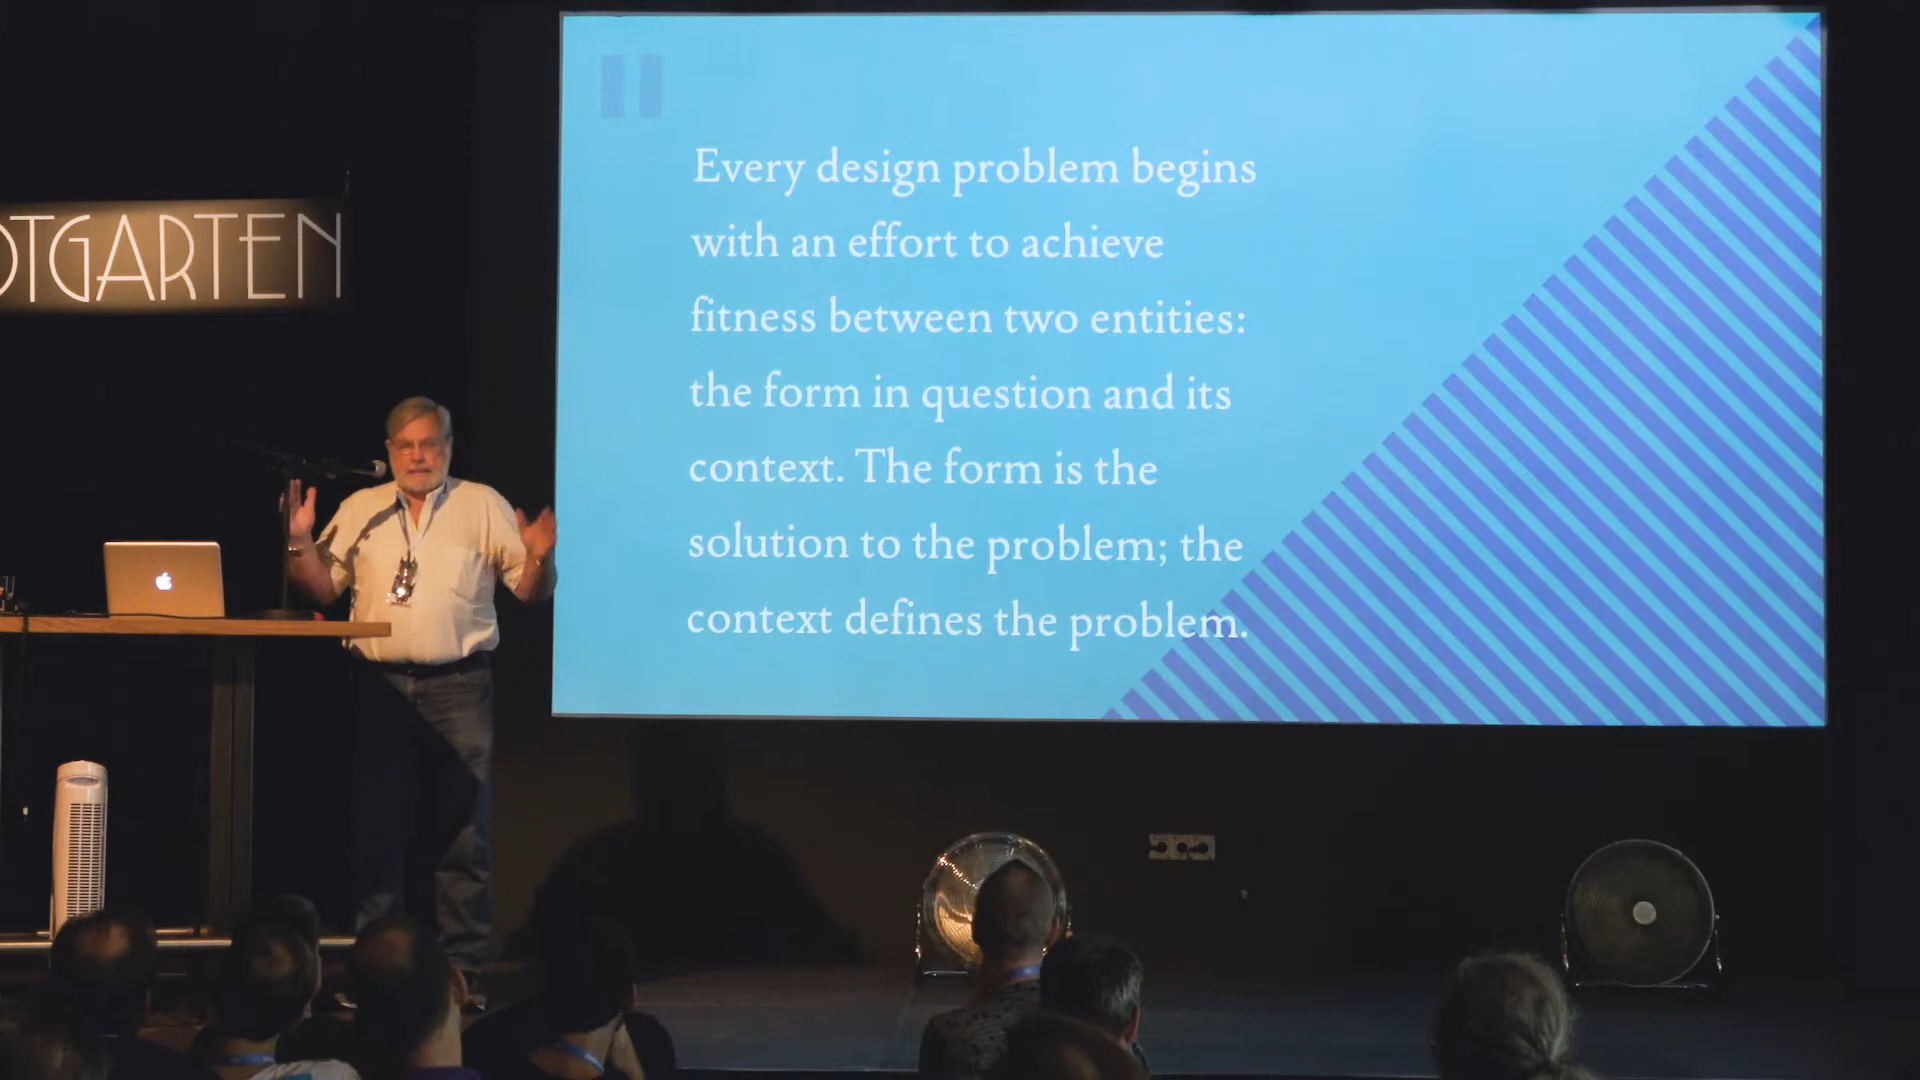 OTGARTEN
"
Every design problem begins
with an effort to achieve
fitness between two entities:
the form in question and its
context. The form is the
solution to the problem; the
context defines the problem.